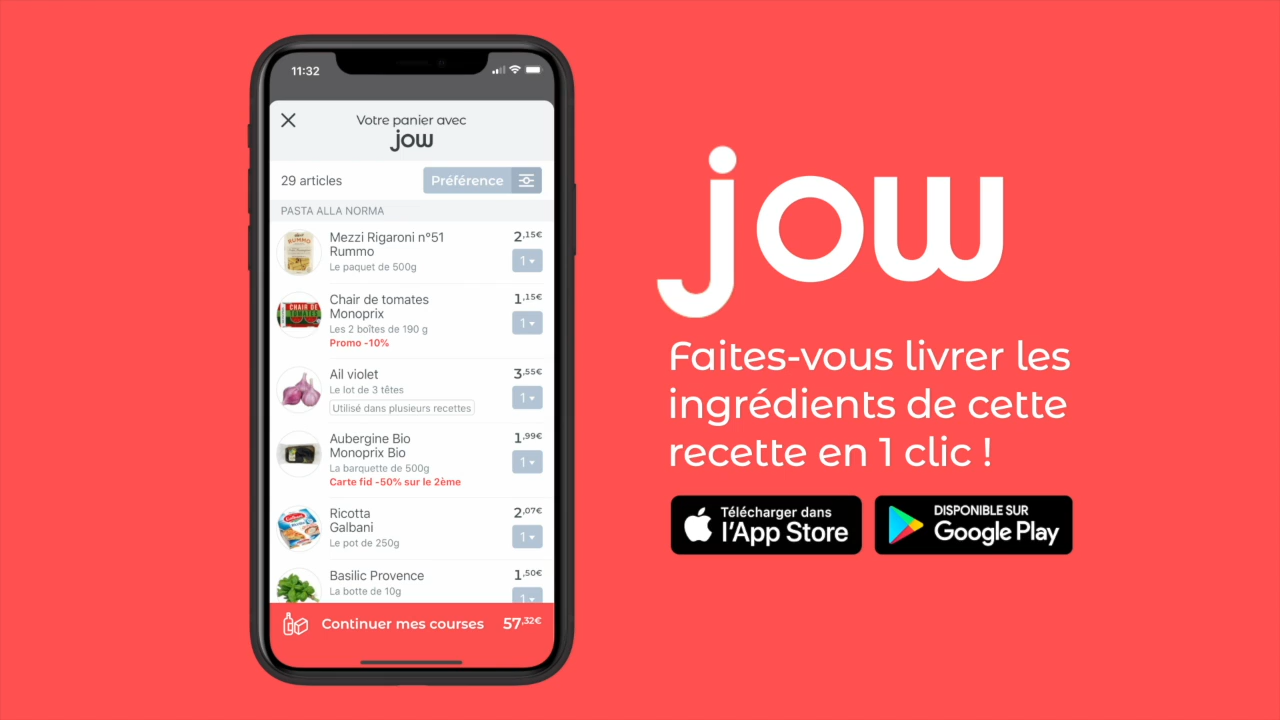 11:32
Votre panier avec
jow
29 articles
Préférence
PASTA ALLA NORMA
Mezzi Rigaroni n°51
Rummo
Le paquet de 500g
2,15€
1
RUMMO
Chair de tomates
Monoprix
Les 2 boîtes de 190 g
Promo -10%
1,15€
1
CHAIR DE
TOMATES
Ail violet
Le lot de 3 têtes
Utilisé dans plusieurs recettes
3,55€
1
Aubergine Bio
Monoprix Bio
La barquette de 500g
Carte fid -50% sur le 2ème
1,99€
1
Ricotta
Galbani
Le pot de 250g
2,07€
1
Basilic Provence
La botte de 10g
1,50€
1
Continuer mes courses 57,32€
jow
Faites-vous livrer les
ingrédients de cette
recette en 1 clic !
Télécharger dans
l'App Store
DISPONIBLE SUR
Google Play